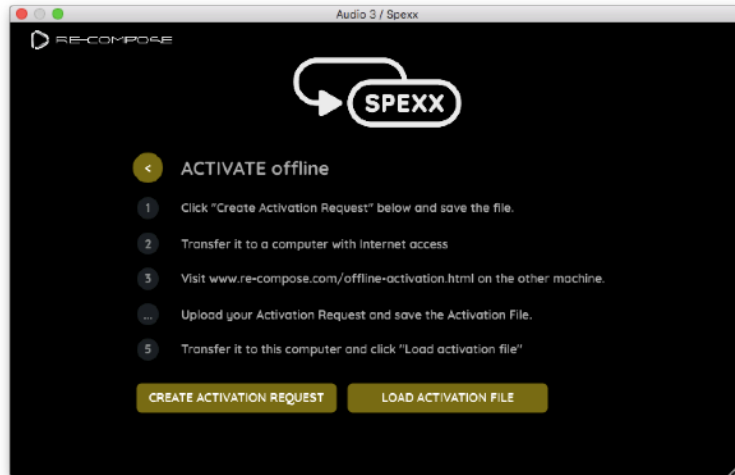 Audio 3 / Spexx
RE-COMPOSE
SPEXX
< ACTIVATE offline
1 Click "Create Activation Request" below and save the file.
2 Transfer it to a computer with Internet access
3 Visit www.re-compose.com/offline-activation.html on the other machine.
... Upload your Activation Request and save the Activation File.
5 Transfer it to this computer and click "Load activation file"
CREATE ACTIVATION REQUEST LOAD ACTIVATION FILE